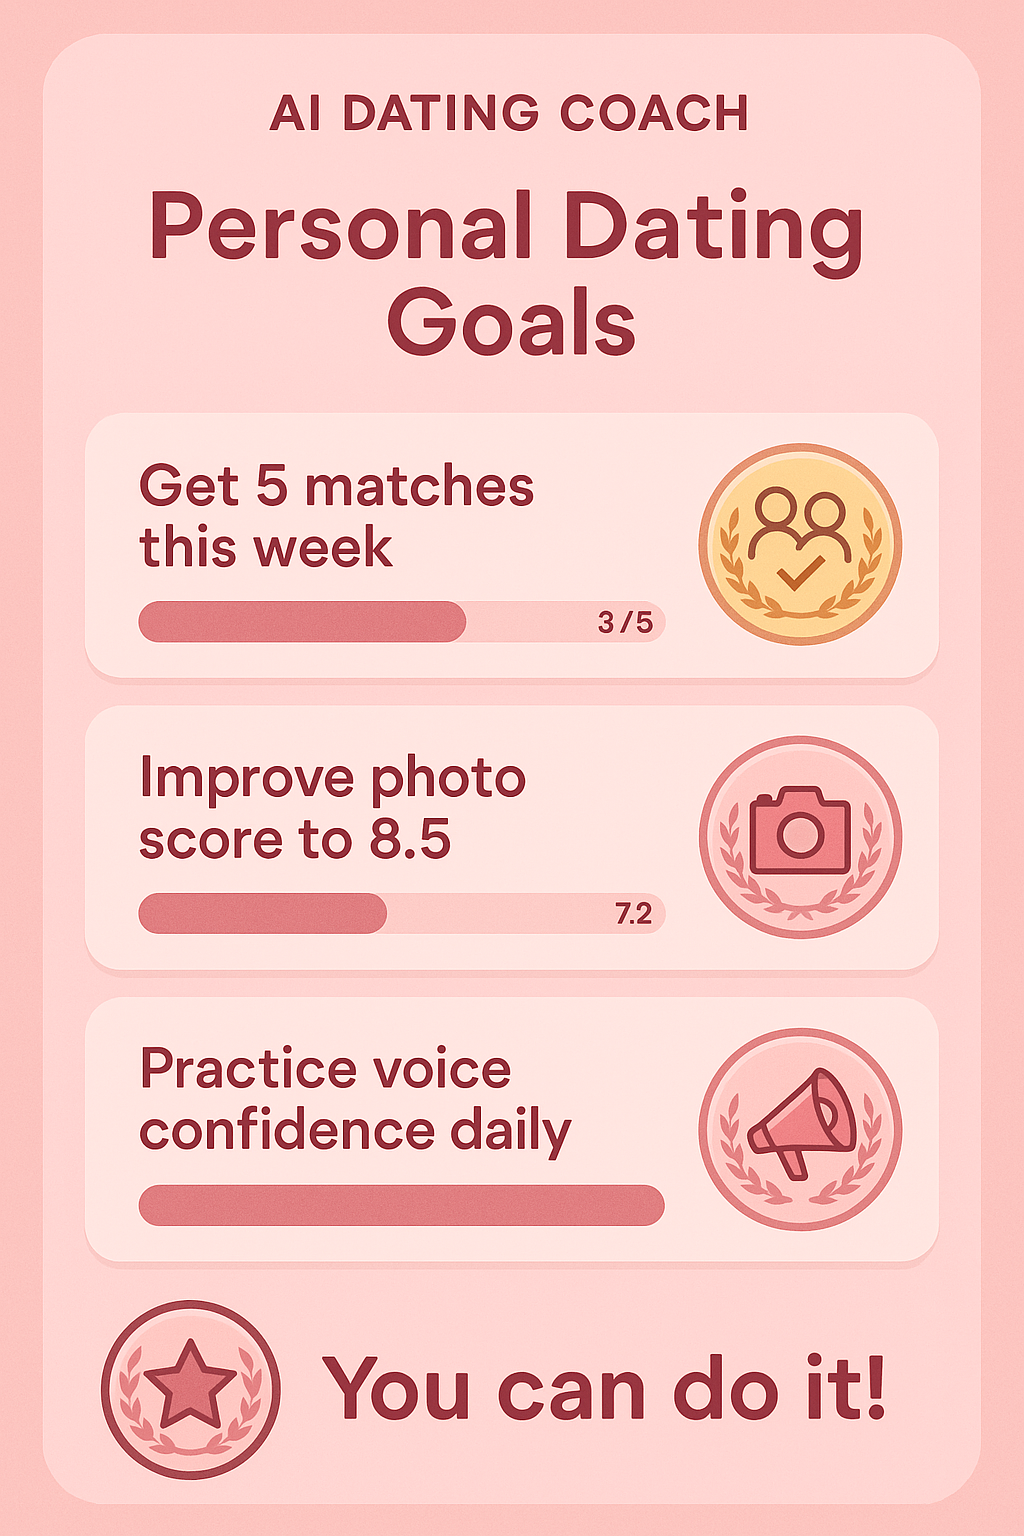 AI DATING COACH
Personal Dating
Goals
Get 5 matches
this week
3/5
Improve photo
score to 8.5
7.2
Practice voice
confidence daily
You can do it!